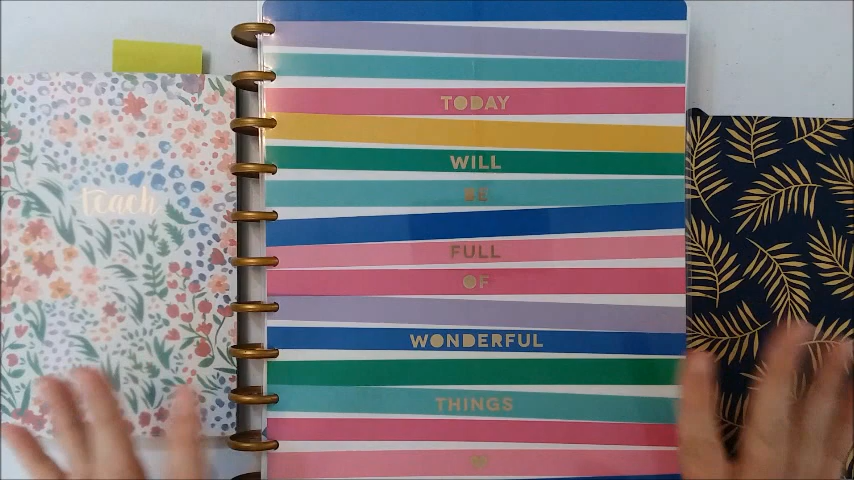 teach
TODAY
WILL
BE
FULL
OF
WONDERFUL
THINGS